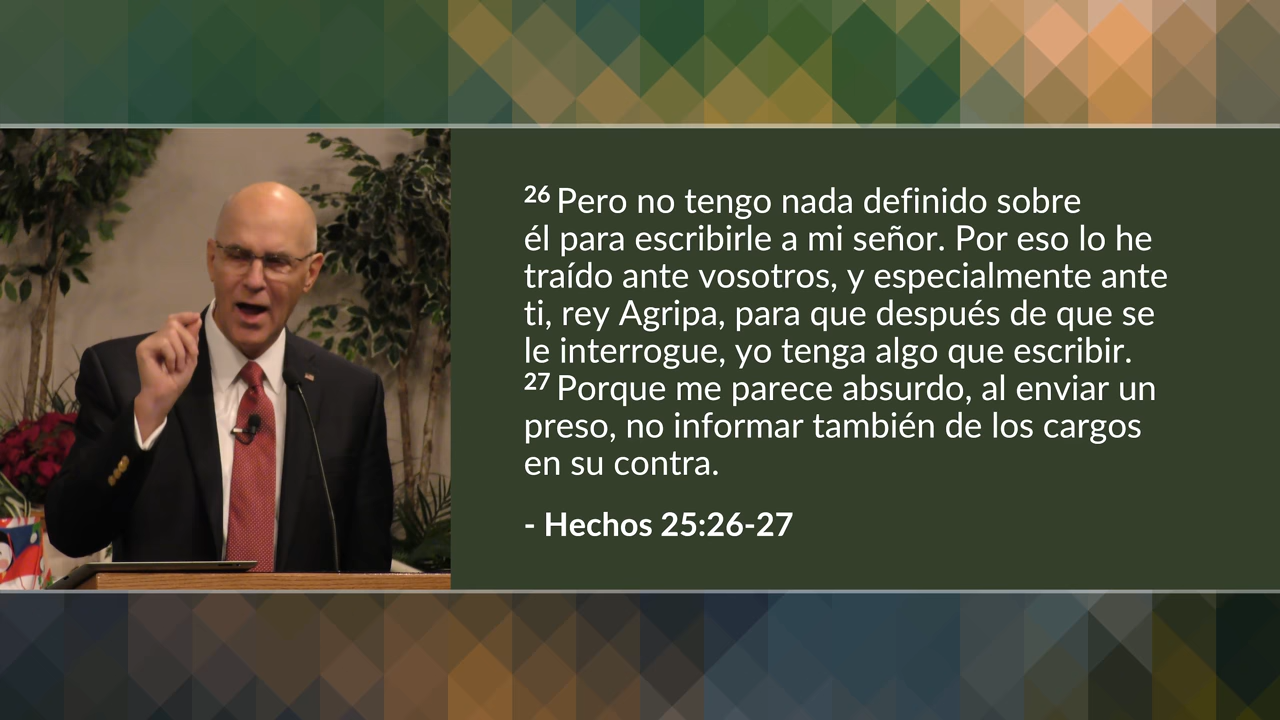 26 Pero no tengo nada definido sobre
él para escribirle a mi señor. Por eso lo he
traído ante vosotros, y especialmente ante
ti, rey Agripa, para que después de que se
le interrogue, yo tenga algo que escribir.
27 Porque me parece absurdo, al enviar un
preso, no informar también de los cargos
en su contra.
- Hechos 25:26-27